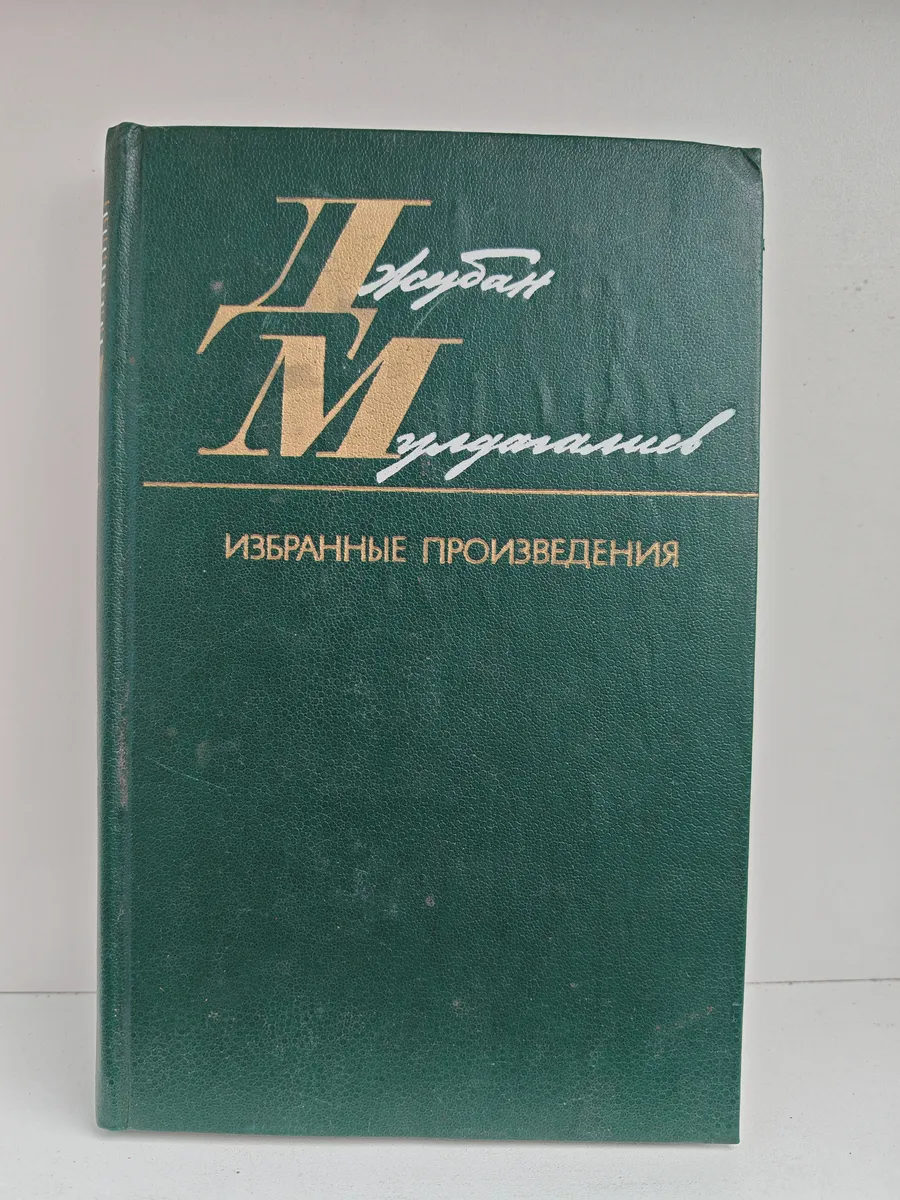 Джубан
Мулдагалиев
ИЗБРАННЫЕ ПРОИЗВЕДЕНИЯ